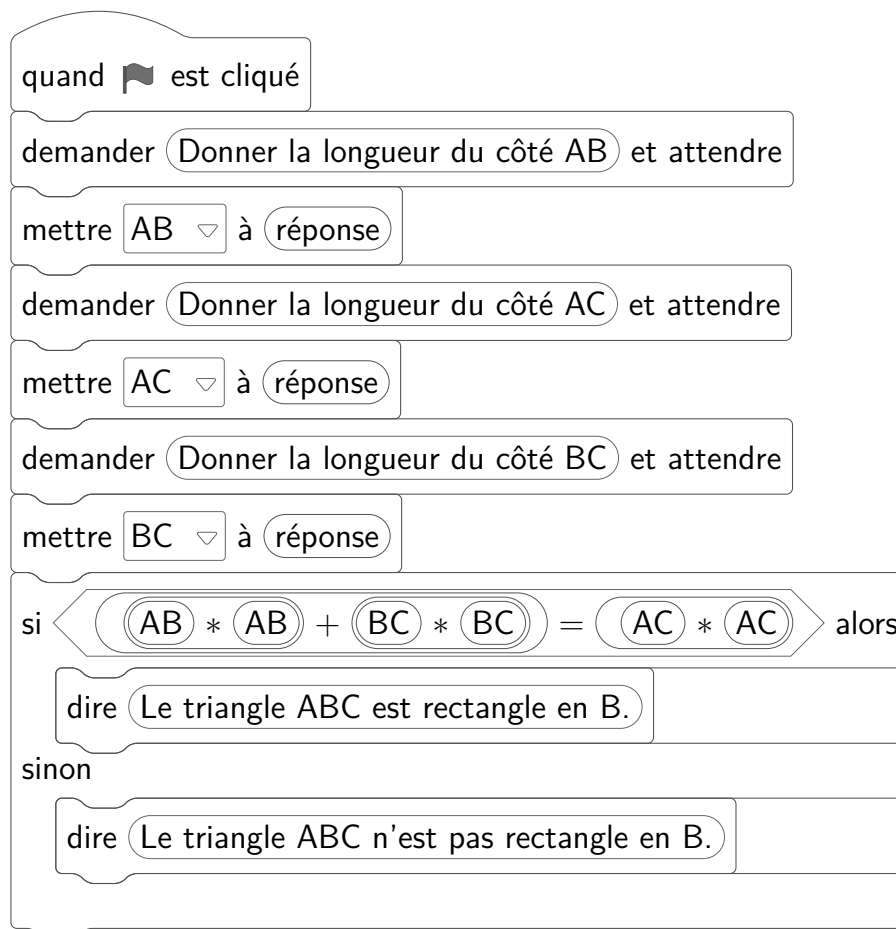 quand est cliqué
demander Donner la longueur du côté AB et attendre
mettre AB à réponse
demander Donner la longueur du côté AC et attendre
mettre AC à réponse
demander Donner la longueur du côté BC et attendre
mettre BC à réponse
si AB * AB + BC * BC = AC * AC alors
dire Le triangle ABC est rectangle en B.
sinon
dire Le triangle ABC n'est pas rectangle en B.